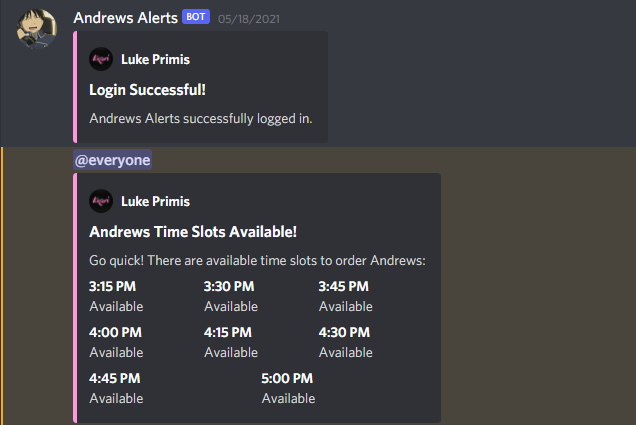 Andrews Alerts BOT 05/18/2021
Luke Primis
Login Successful!
Andrews Alerts successfully logged in.
@everyone
Luke Primis
Andrews Time Slots Available!
Go quick! There are available time slots to order Andrews:
3:15 PM 3:30 PM 3:45 PM
Available Available Available
4:00 PM 4:15 PM 4:30 PM
Available Available Available
4:45 PM 5:00 PM
Available Available